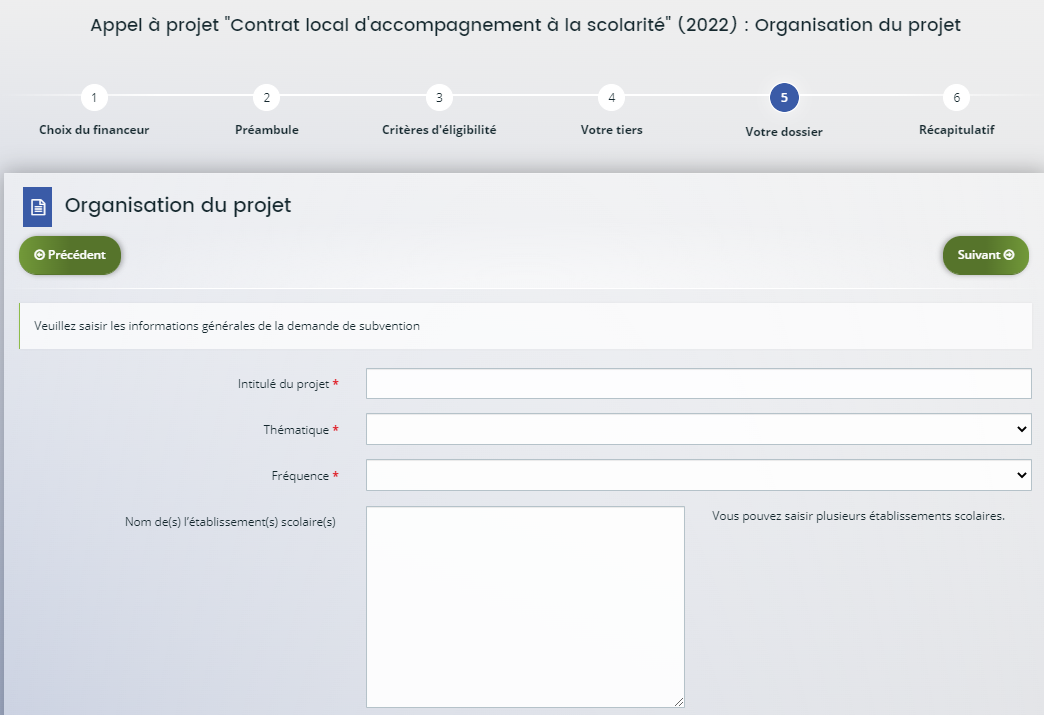 Appel à projet "Contrat local d'accompagnement à la scolarité" (2022) : Organisation du projet
1 2 3 4 5 6
Choix du financeur Préambule Critères d'éligibilité Votre tiers Votre dossier Récapitulatif
Organisation du projet
Précédent Suivant
Veuillez saisir les informations générales de la demande de subvention
Intitulé du projet *
Thématique *
Fréquence *
Nom de(s) l'établissement(s) scolaire(s) Vous pouvez saisir plusieurs établissements scolaires.